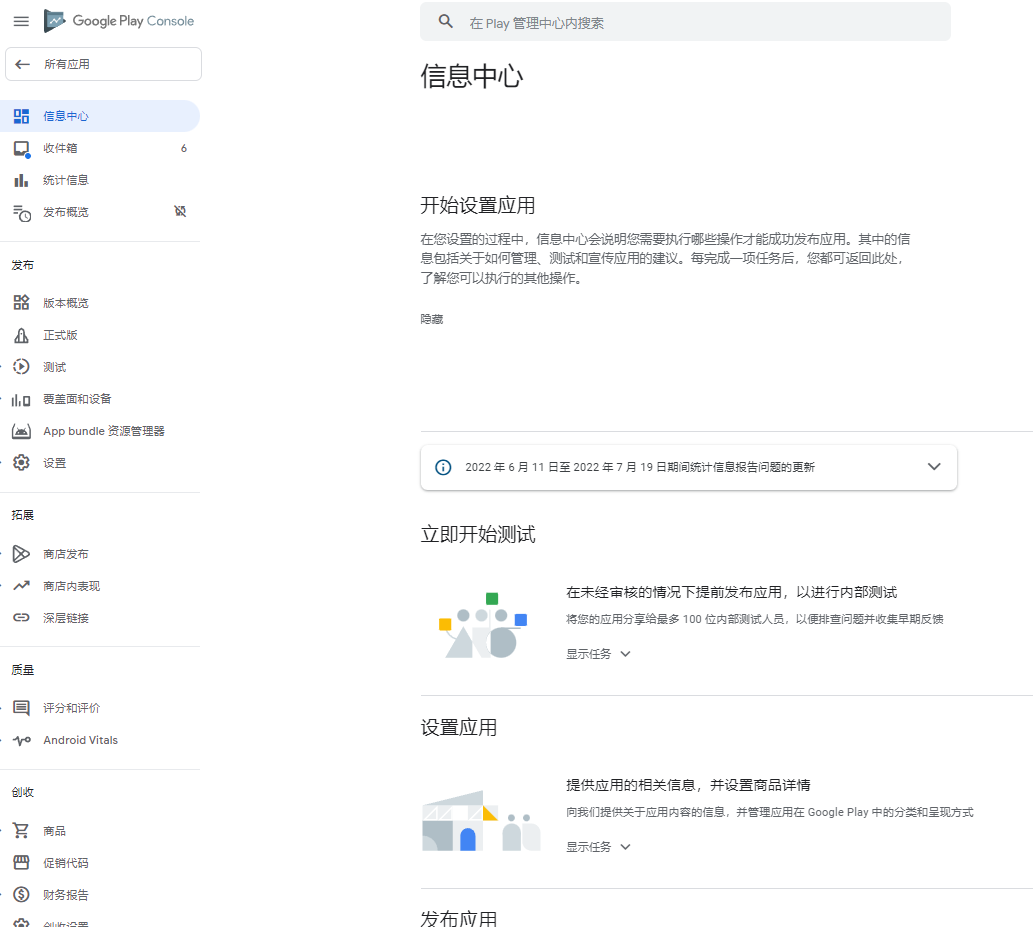 Google Play Console
在 Play 管理中心内搜索
所有应用
信息中心
收件箱 6
统计信息
发布概览
发布
版本概览
正式版
测试
覆盖面和设备
App bundle 资源管理器
设置
拓展
商店发布
商店内表现
深层链接
质量
评分和评价
Android Vitals
创收
商品
促销代码
财务报告
创收设置
信息中心
开始设置应用
在您设置的过程中，信息中心会说明您需要执行哪些操作才能成功发布应用。其中的信
息包括关于如何管理、测试和宣传应用的建议。每完成一项任务后，您都可返回此处，
了解您可以执行的其他操作。
隐藏
2022 年 6 月 11 日至 2022 年 7 月 19 日期间统计信息报告问题的更新
立即开始测试
在未经审核的情况下提前发布应用，以进行内部测试
将您的应用分享给最多 100 位内部测试人员，以便排查问题并收集早期反馈
显示任务
设置应用
提供应用的相关信息，并设置商品详情
向我们提供关于应用内容的信息，并管理应用在 Google Play 中的分类和呈现方式
显示任务
发布应用